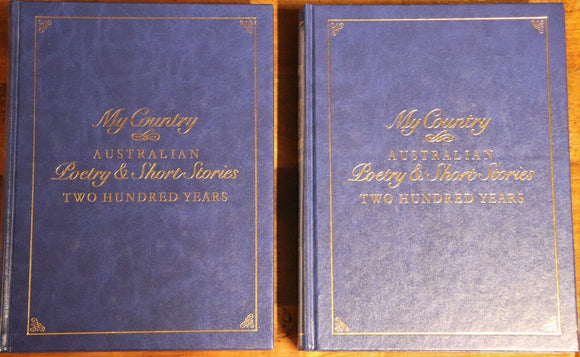 My Country
AUSTRALIAN
Poetry & Short Stories
TWO HUNDRED YEARS
My Country
AUSTRALIAN
Poetry & Short Stories
TWO HUNDRED YEARS